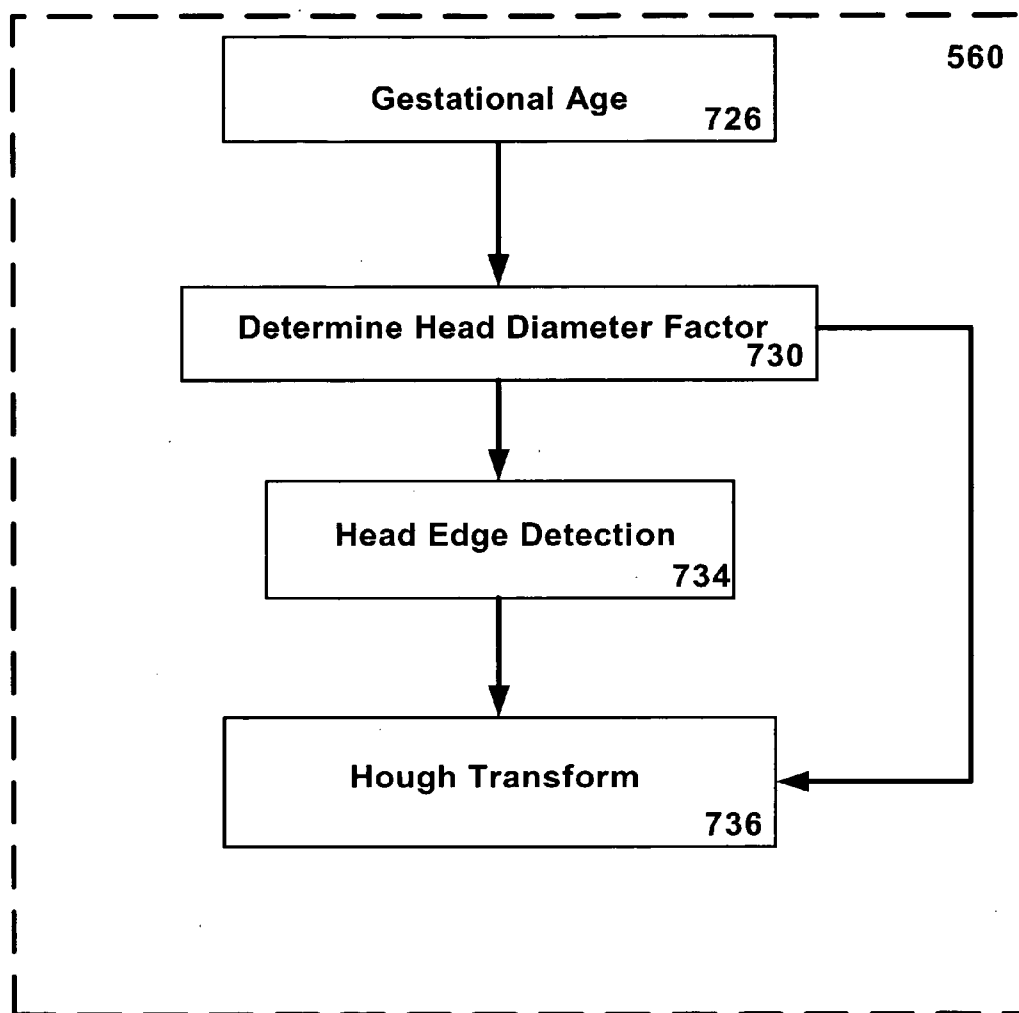 560
Gestational Age
726
Determine Head Diameter Factor
730
Head Edge Detection
734
Hough Transform
736